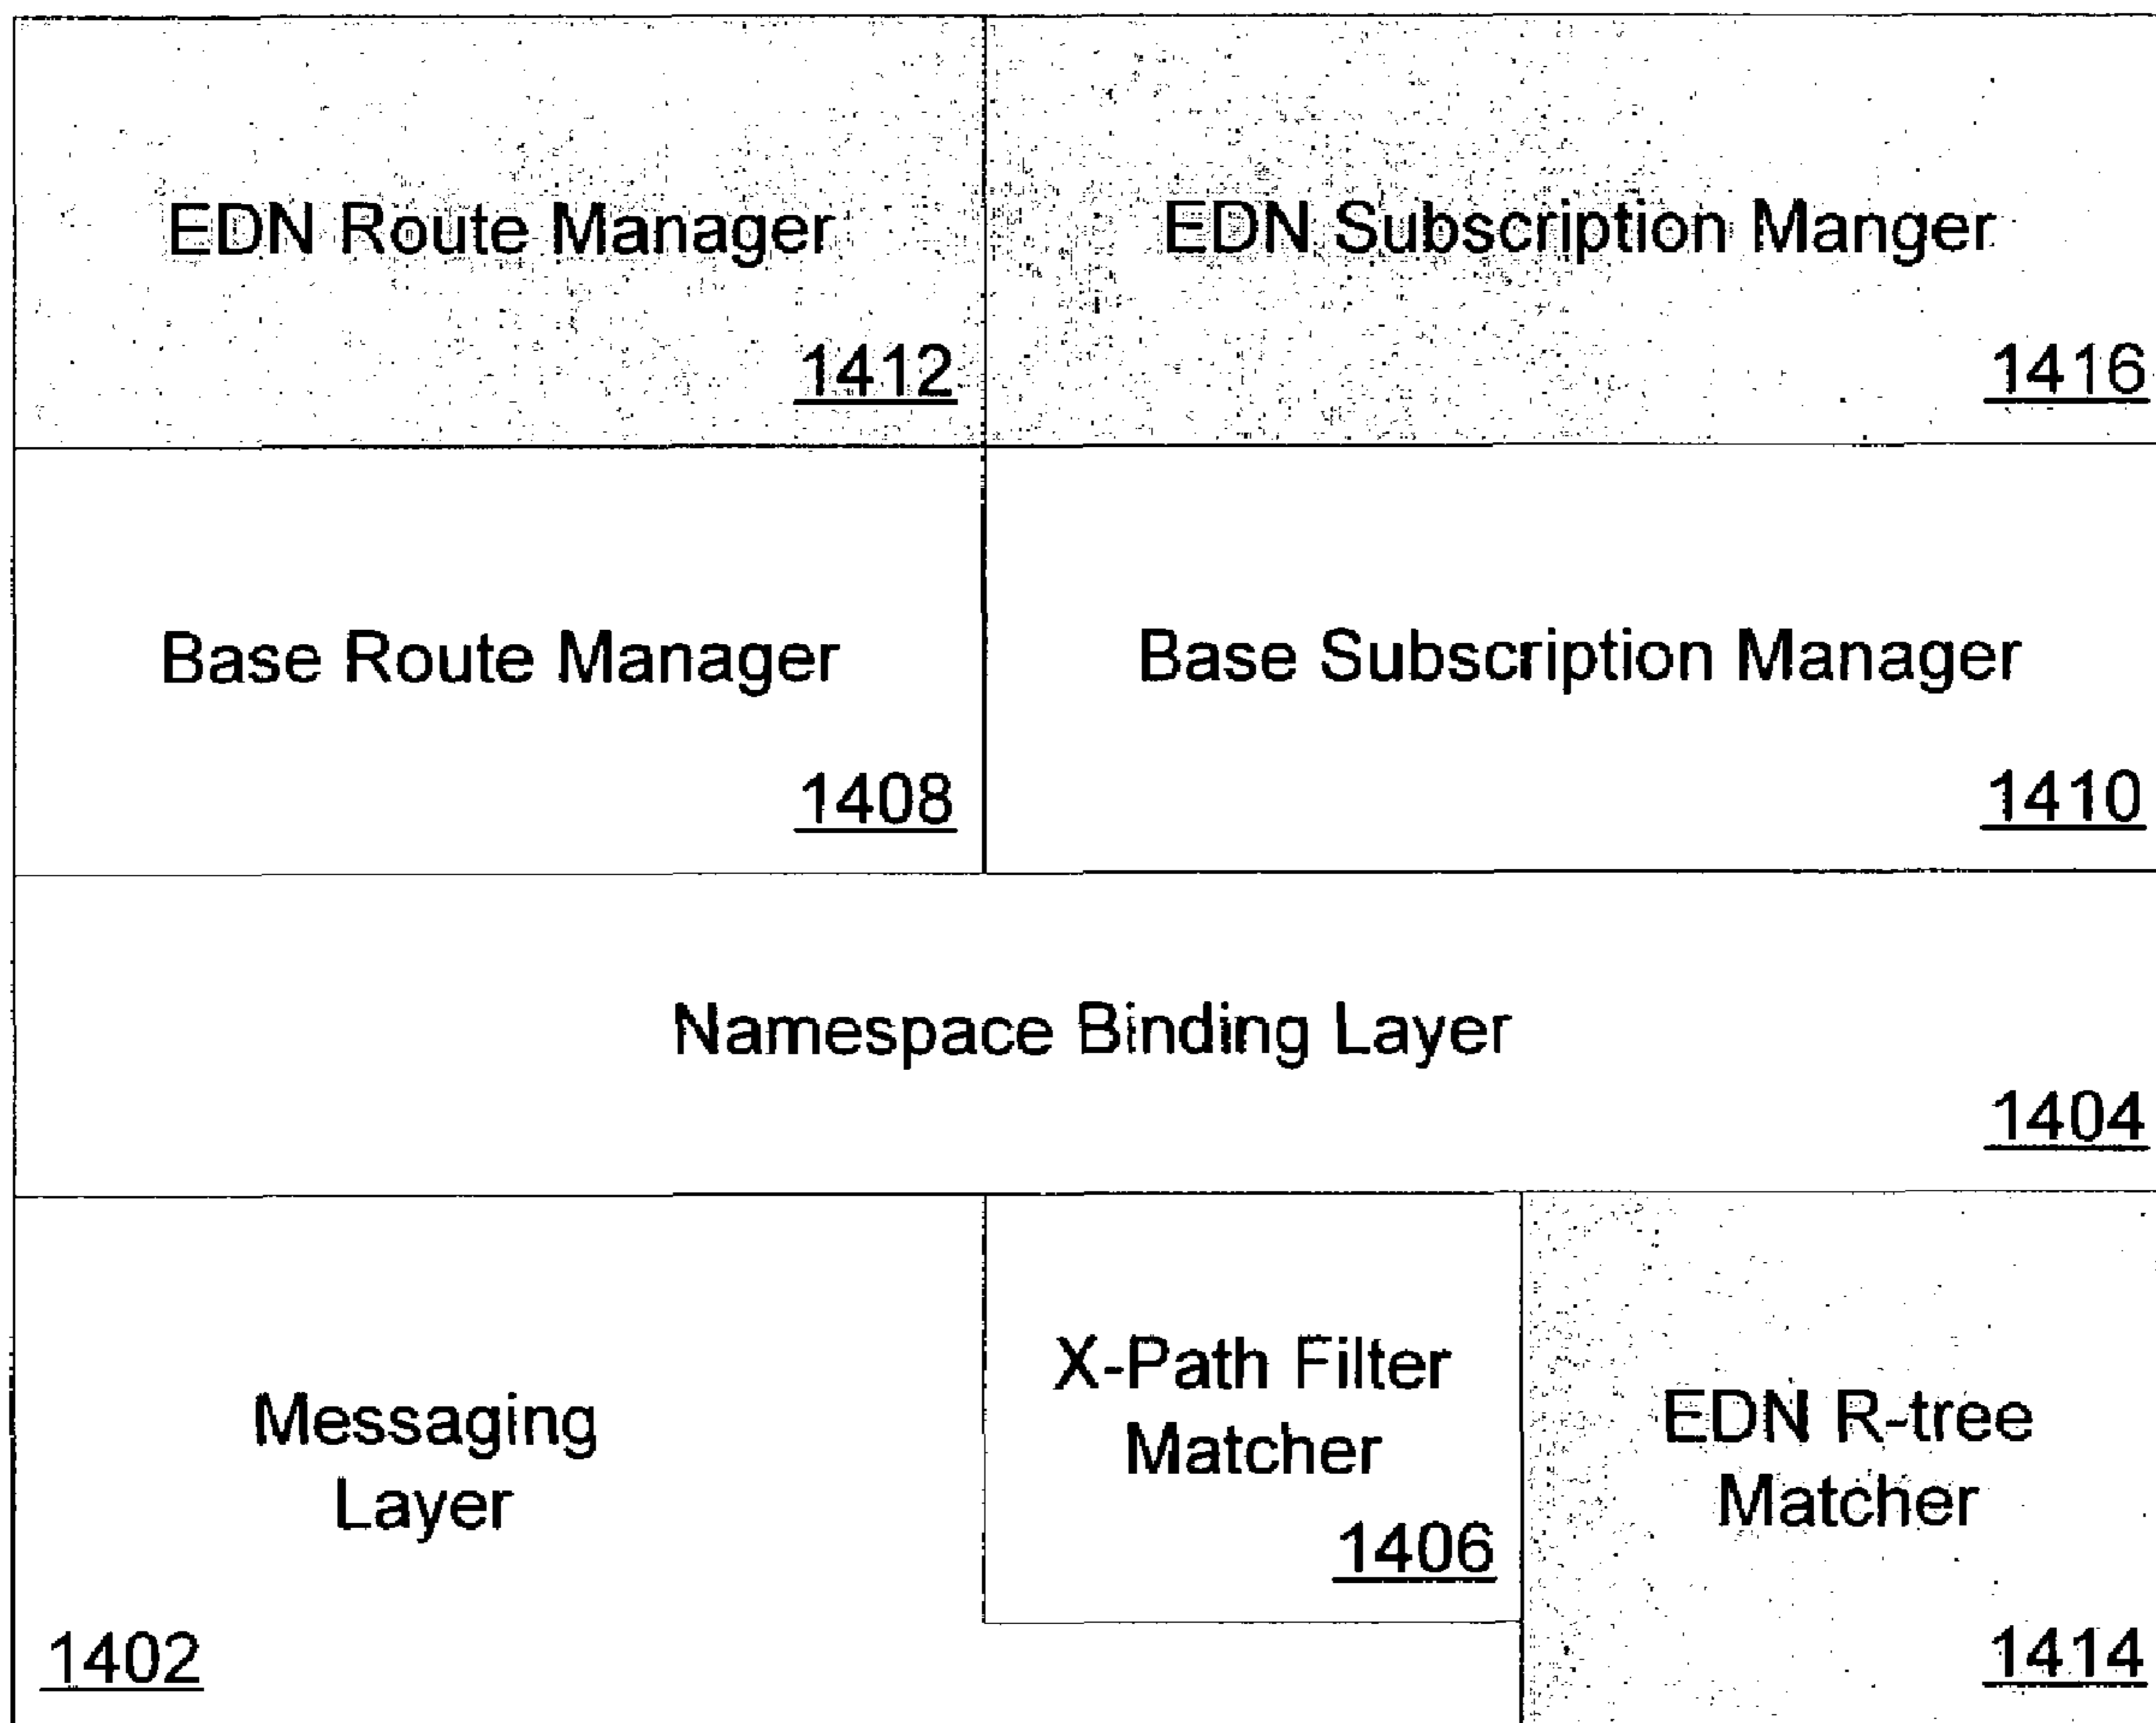 EDN Route Manager
1412
EDN Subscription Manger
1416
Base Route Manager
1408
Base Subscription Manager
1410
Namespace Binding Layer
1404
Messaging
Layer
1402
X-Path Filter
Matcher
1406
EDN R-tree
Matcher
1414